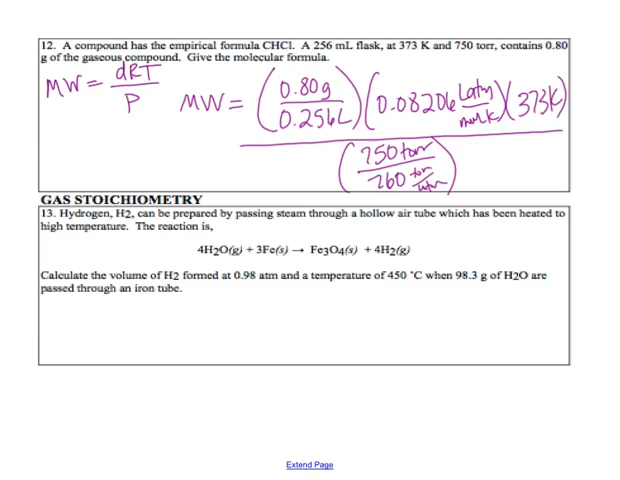 12. A compound has the empirical formula CHCl. A 256 mL flask, at 373 K and 750 torr, contains 0.80
g of the gaseous compound. Give the molecular formula.
MW = dRT / P
MW = (0.80g / 0.256L) (0.08206 L atm / mol K) (373K)
(750 torr / 760 torr/atm)
GAS STOICHIOMETRY
13. Hydrogen, H2, can be prepared by passing steam through a hollow air tube which has been heated to
high temperature. The reaction is,
4H2O(g) + 3Fe(s) → Fe3O4(s) + 4H2(g)
Calculate the volume of H2 formed at 0.98 atm and a temperature of 450 °C when 98.3 g of H2O are
passed through an iron tube.
Extend Page